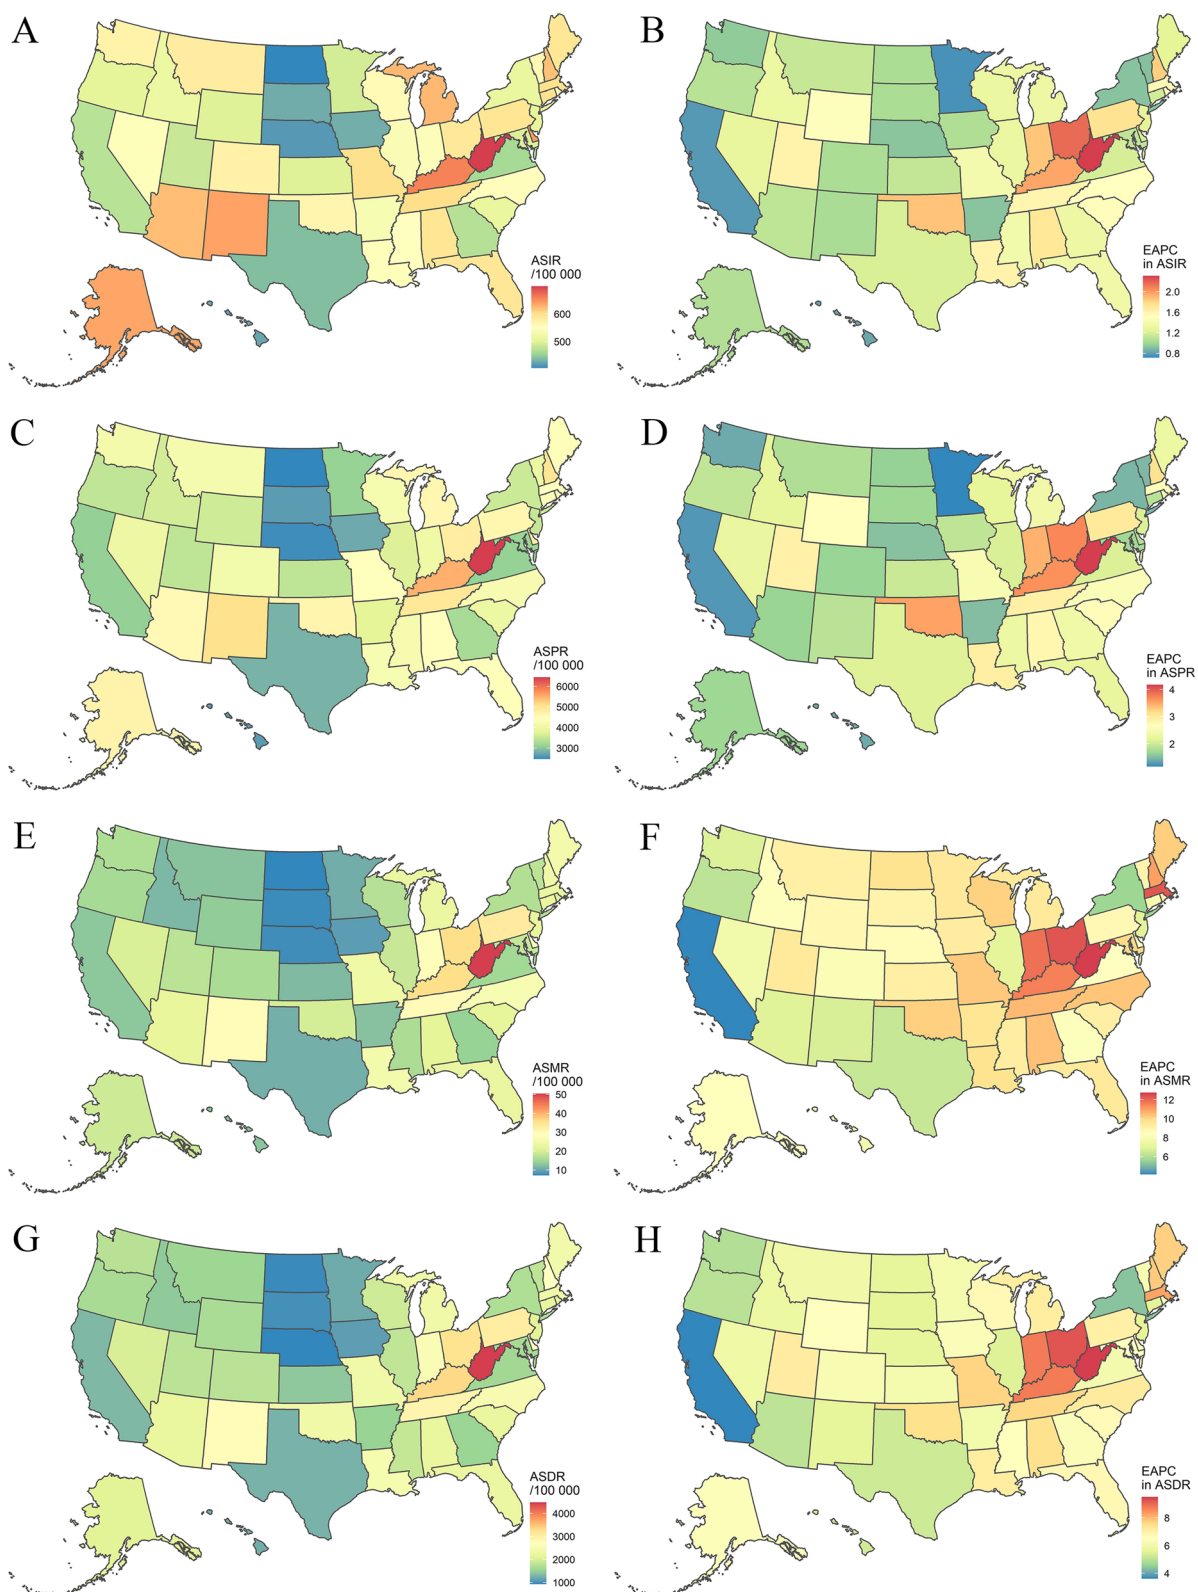 A
B
ASIR
/100 000
600
500
EAPC
in ASIR
2.0
1.6
1.2
0.8
C
D
ASPR
/100 000
6000
5000
4000
3000
EAPC
in ASPR
4
3
2
E
F
ASMR
/100 000
50
40
30
20
10
EAPC
in ASMR
12
10
8
6
G
H
ASDR
/100 000
4000
3000
2000
1000
EAPC
in ASDR
8
6
4